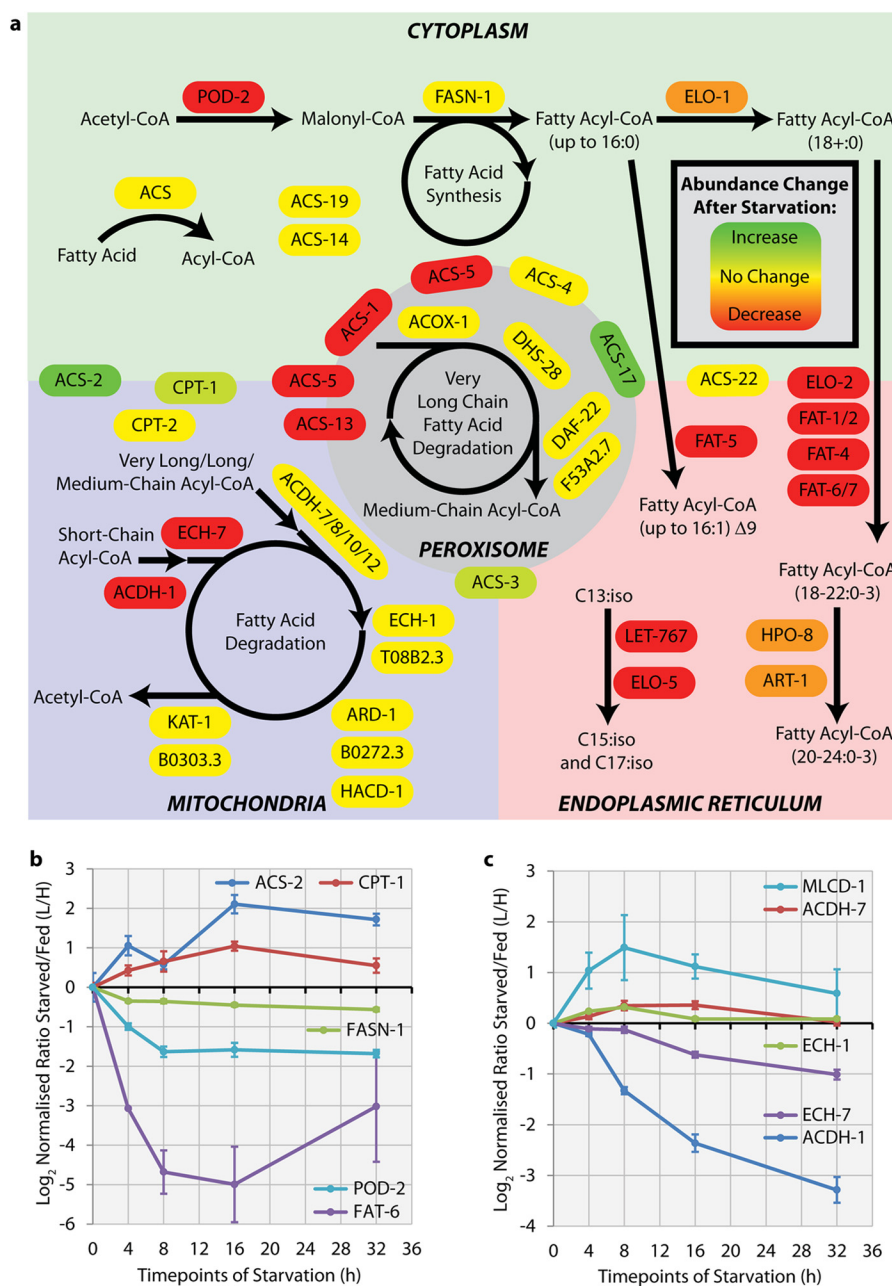 a
CYTOPLASM
POD-2
FASN-1
ELO-1
Acetyl-CoA
Malonyl-CoA
Fatty Acyl-CoA
(up to 16:0)
Fatty Acyl-CoA
(18+:0)
Fatty Acid
Synthesis
ACS
Fatty Acid
Acyl-CoA
ACS-19
ACS-14
Abundance Change
After Starvation:
Increase
No Change
Decrease
ACS-5
ACS-4
ACS-1
ACOX-1
DHS-28
ACS-17
ACS-2
CPT-1
CPT-2
ACS-5
ACS-13
Very
Long Chain
Fatty Acid
Degradation
DAF-22
F53A2.7
Medium-Chain Acyl-CoA
PEROXISOME
ACS-3
ACS-22
ELO-2
FAT-1/2
FAT-4
FAT-6/7
FAT-5
Fatty Acyl-CoA
(up to 16:1) Δ9
Fatty Acyl-CoA
(18-22:0-3)
C13:iso
LET-767
ELO-5
C15:iso
and C17:iso
HPO-8
ART-1
Fatty Acyl-CoA
(20-24:0-3)
ENDOPLASMIC RETICULUM
Very Long/Long/
Medium-Chain Acyl-CoA
ACDH-7/8/10/12
Short-Chain
Acyl-CoA
ECH-7
ACDH-1
Fatty Acid
Degradation
ECH-1
T08B2.3
Acetyl-CoA
KAT-1
B0303.3
ARD-1
B0272.3
HACD-1
MITOCHONDRIA
b
Log2 Normalised Ratio Starved/Fed (L/H)
3
2
1
0
-1
-2
-3
-4
-5
-6
ACS-2
CPT-1
FASN-1
POD-2
FAT-6
0 4 8 12 16 20 24 28 32 36
Timepoints of Starvation (h)
c
Log2 Normalised Ratio Starved/Fed (L/H)
3
2
1
0
-1
-2
-3
-4
MLCD-1
ACDH-7
ECH-1
ECH-7
ACDH-1
0 4 8 12 16 20 24 28 32 36
Timepoints of Starvation (h)